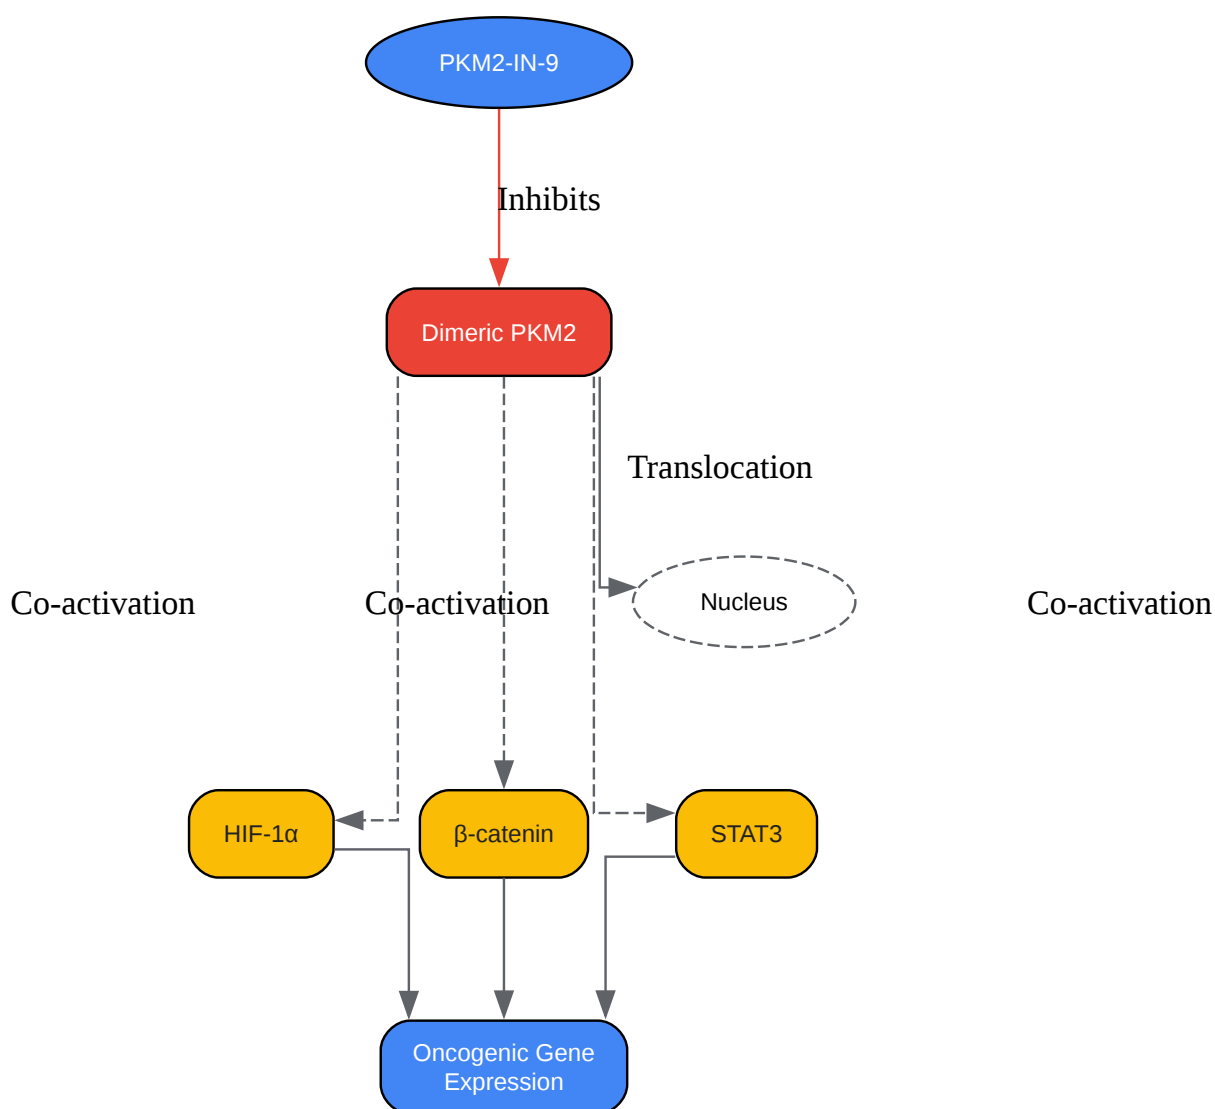 PKM2-IN-9
Inhibits
Dimeric PKM2
Translocation
Co-activation
Co-activation
Nucleus
Co-activation
HIF-1α
β-catenin
STAT3
Oncogenic Gene
Expression